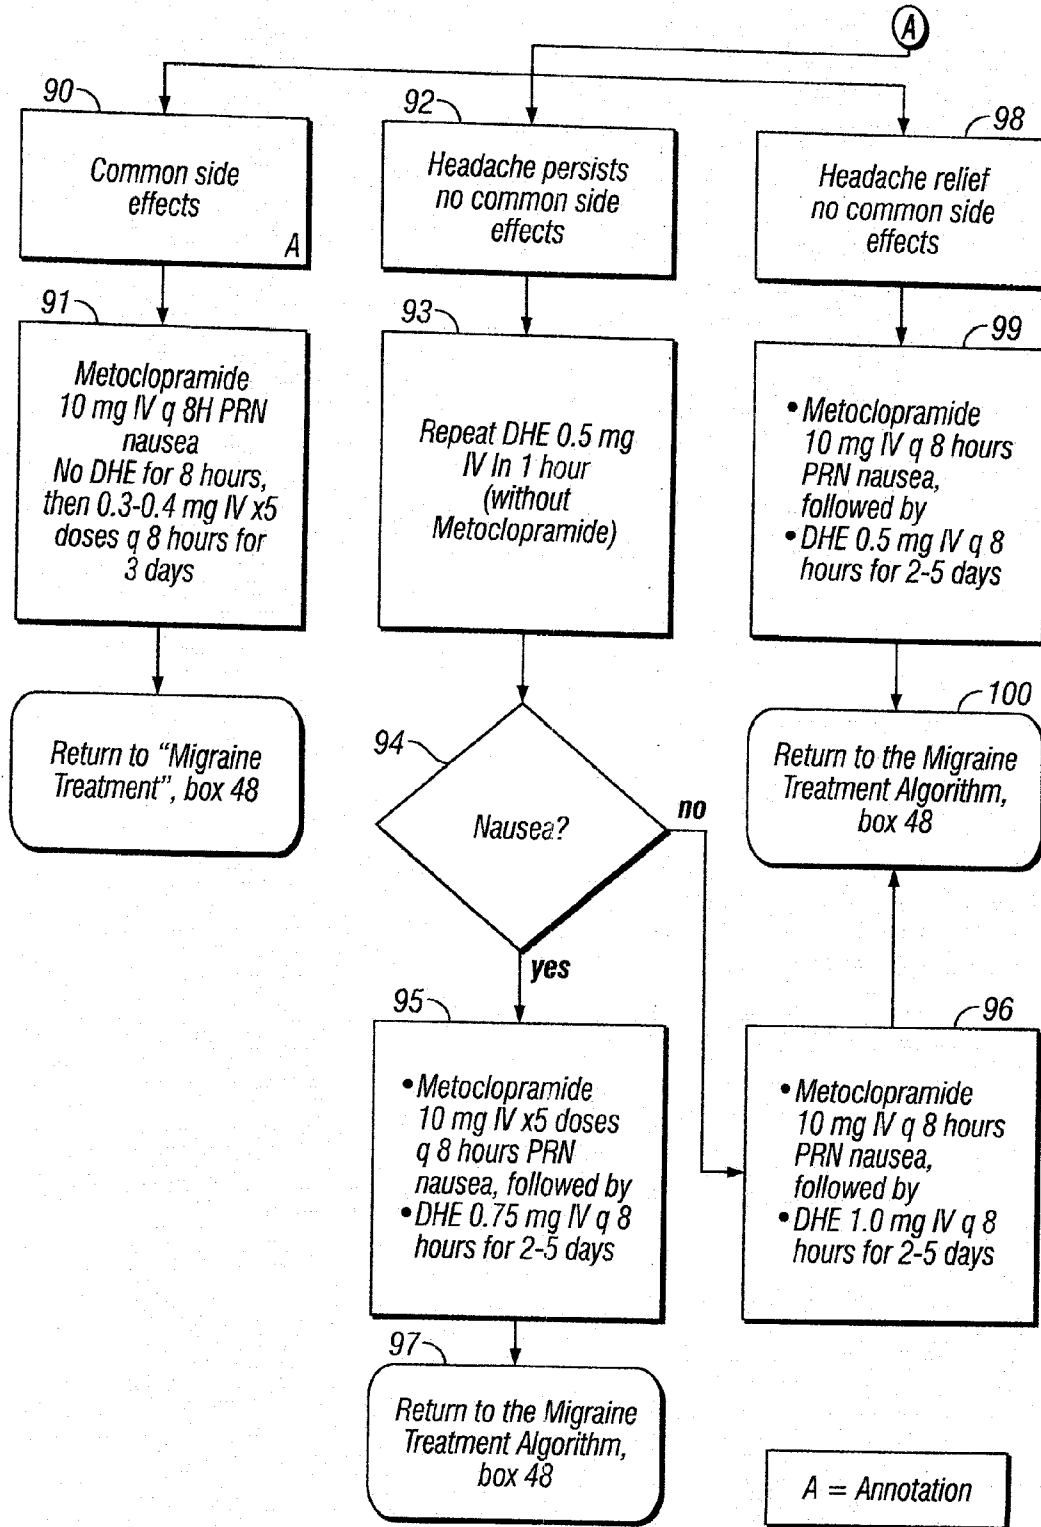 A
90
Common side
effects
A
91
Metoclopramide
10 mg IV q 8H PRN
nausea
No DHE for 8 hours,
then 0.3-0.4 mg IV x5
doses q 8 hours for
3 days
Return to “Migraine
Treatment”, box 48
92
Headache persists
no common side
effects
93
Repeat DHE 0.5 mg
IV In 1 hour
(without
Metoclopramide)
94
Nausea?
no
yes
95
• Metoclopramide
10 mg IV x5 doses
q 8 hours PRN
nausea, followed by
• DHE 0.75 mg IV q 8
hours for 2-5 days
97
Return to the Migraine
Treatment Algorithm,
box 48
98
Headache relief
no common side
effects
99
• Metoclopramide
10 mg IV q 8 hours
PRN nausea,
followed by
• DHE 0.5 mg IV q 8
hours for 2-5 days
100
Return to the Migraine
Treatment Algorithm,
box 48
96
• Metoclopramide
10 mg IV q 8 hours
PRN nausea,
followed by
• DHE 1.0 mg IV q 8
hours for 2-5 days
A = Annotation